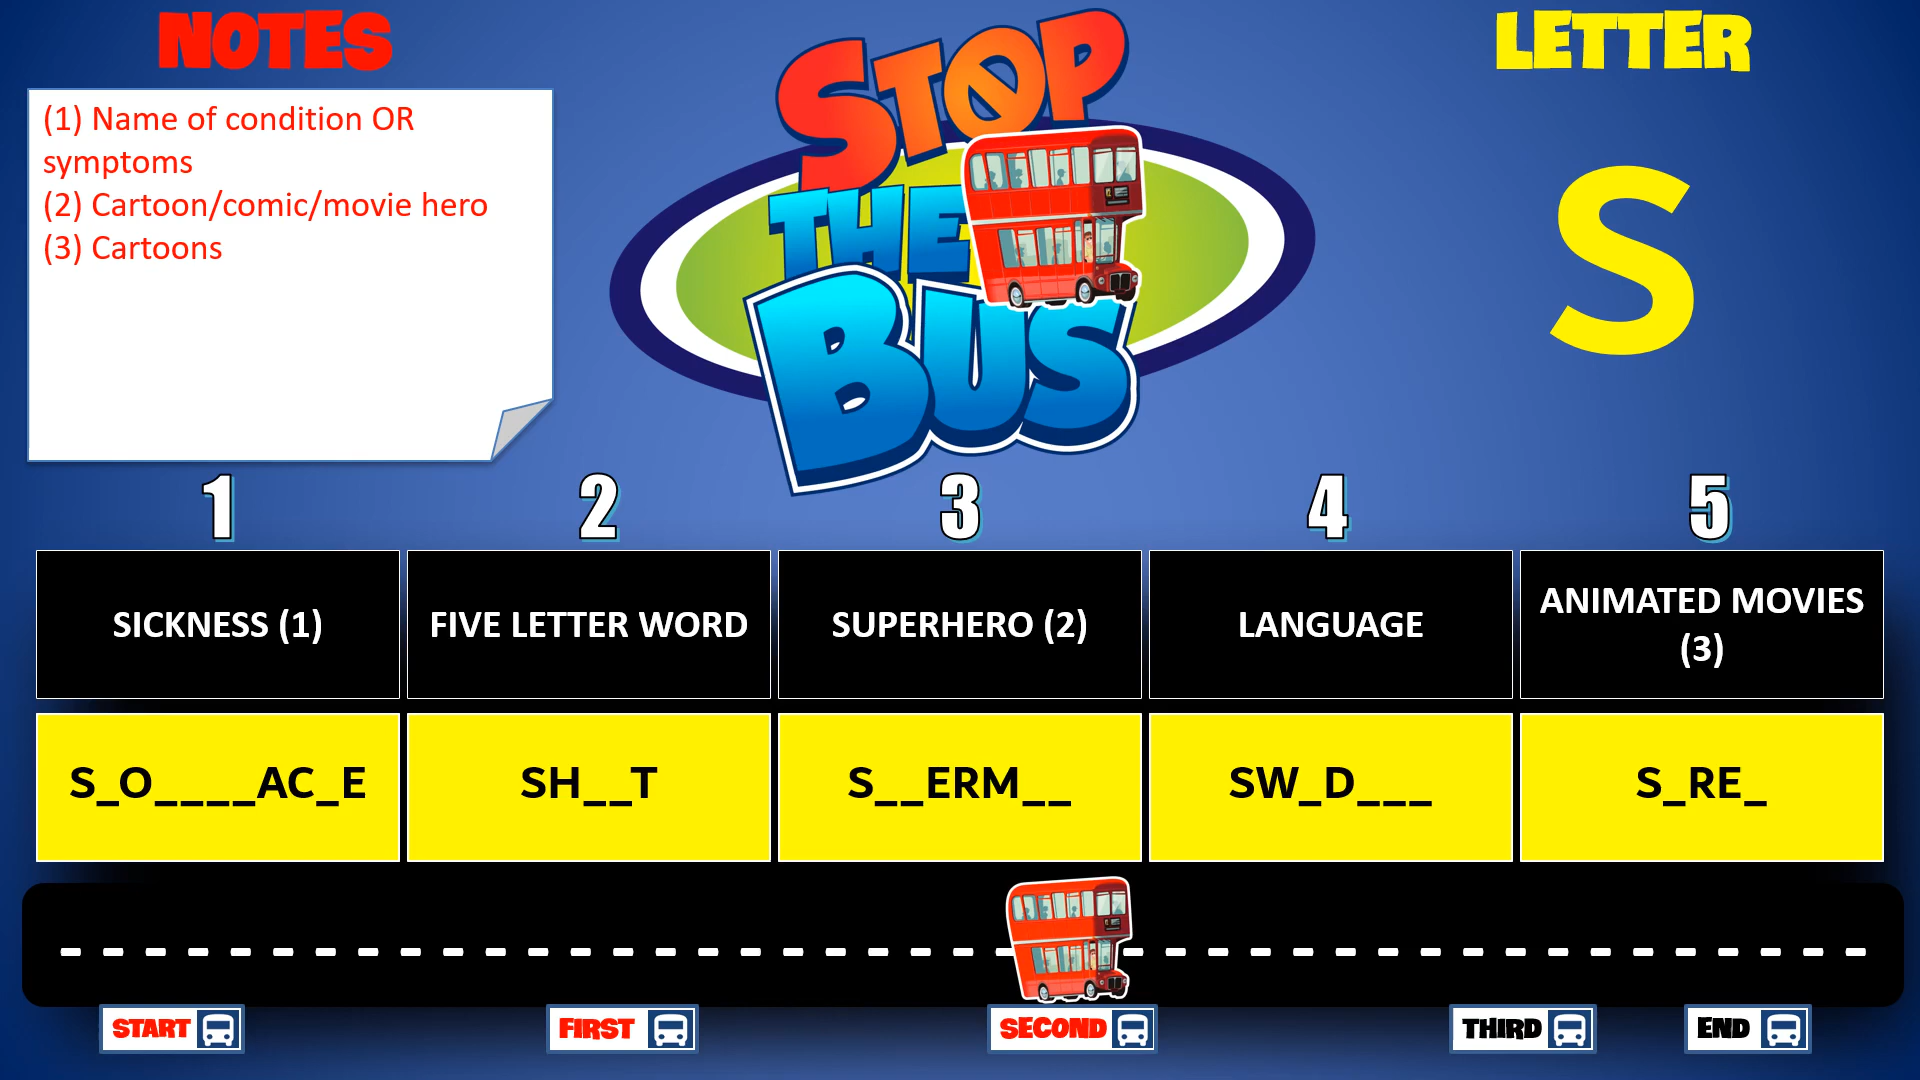 NOTES
LETTER
(1) Name of condition OR
symptoms
(2) Cartoon/comic/movie hero
(3) Cartoons
STOP
THE
BUS
S
1
2
3
4
5
SICKNESS (1)
FIVE LETTER WORD
SUPERHERO (2)
LANGUAGE
ANIMATED MOVIES
(3)
S_O____AC_E
SH__T
S__ERM__
SW_D___
S_RE_
START
FIRST
SECOND
THIRD
END